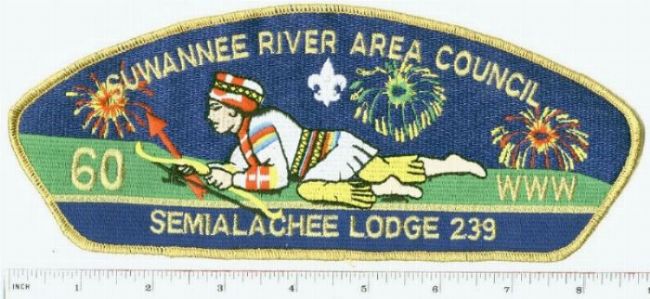 SUWANNEE RIVER AREA COUNCIL
60
WWW
SEMIALACHEE LODGE 239
INCH 1 2 3 4 5 6 7 8